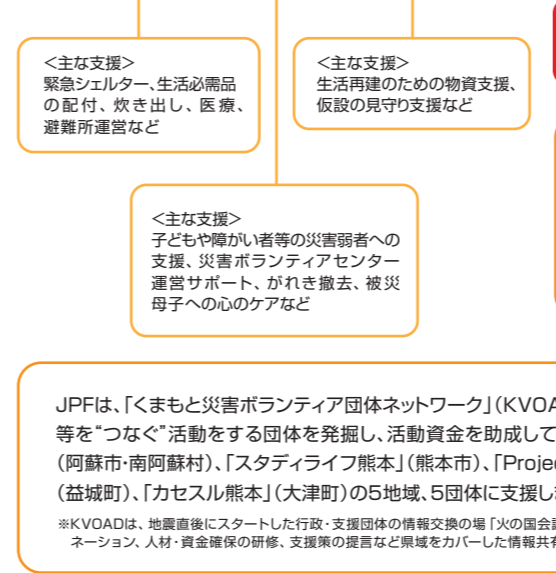 <主な支援>
緊急シェルター、生活必需品
の配付、炊き出し、医療、
避難所運営など
<主な支援>
生活再建のための物資支援、
仮設の見守り支援など
<主な支援>
子どもや障がい者等の災害弱者への
支援、災害ボランティアセンター
運営サポート、がれき撤去、被災
母子への心のケアなど
JPFは、「くまもと災害ボランティア団体ネットワーク」(KVOA
等を“つなぐ”活動をする団体を発掘し、活動資金を助成して
(阿蘇市・南阿蘇村)、「スタディライフ熊本」(熊本市)、「Projec
(益城町)、「カセスル熊本」(大津町)の5地域、5団体に支援し
※KVOADは、地震直後にスタートした行政・支援団体の情報交換の場「火の国会
ネーション、人材・資金確保の研修、支援策の提言など県域をカバーした情報共